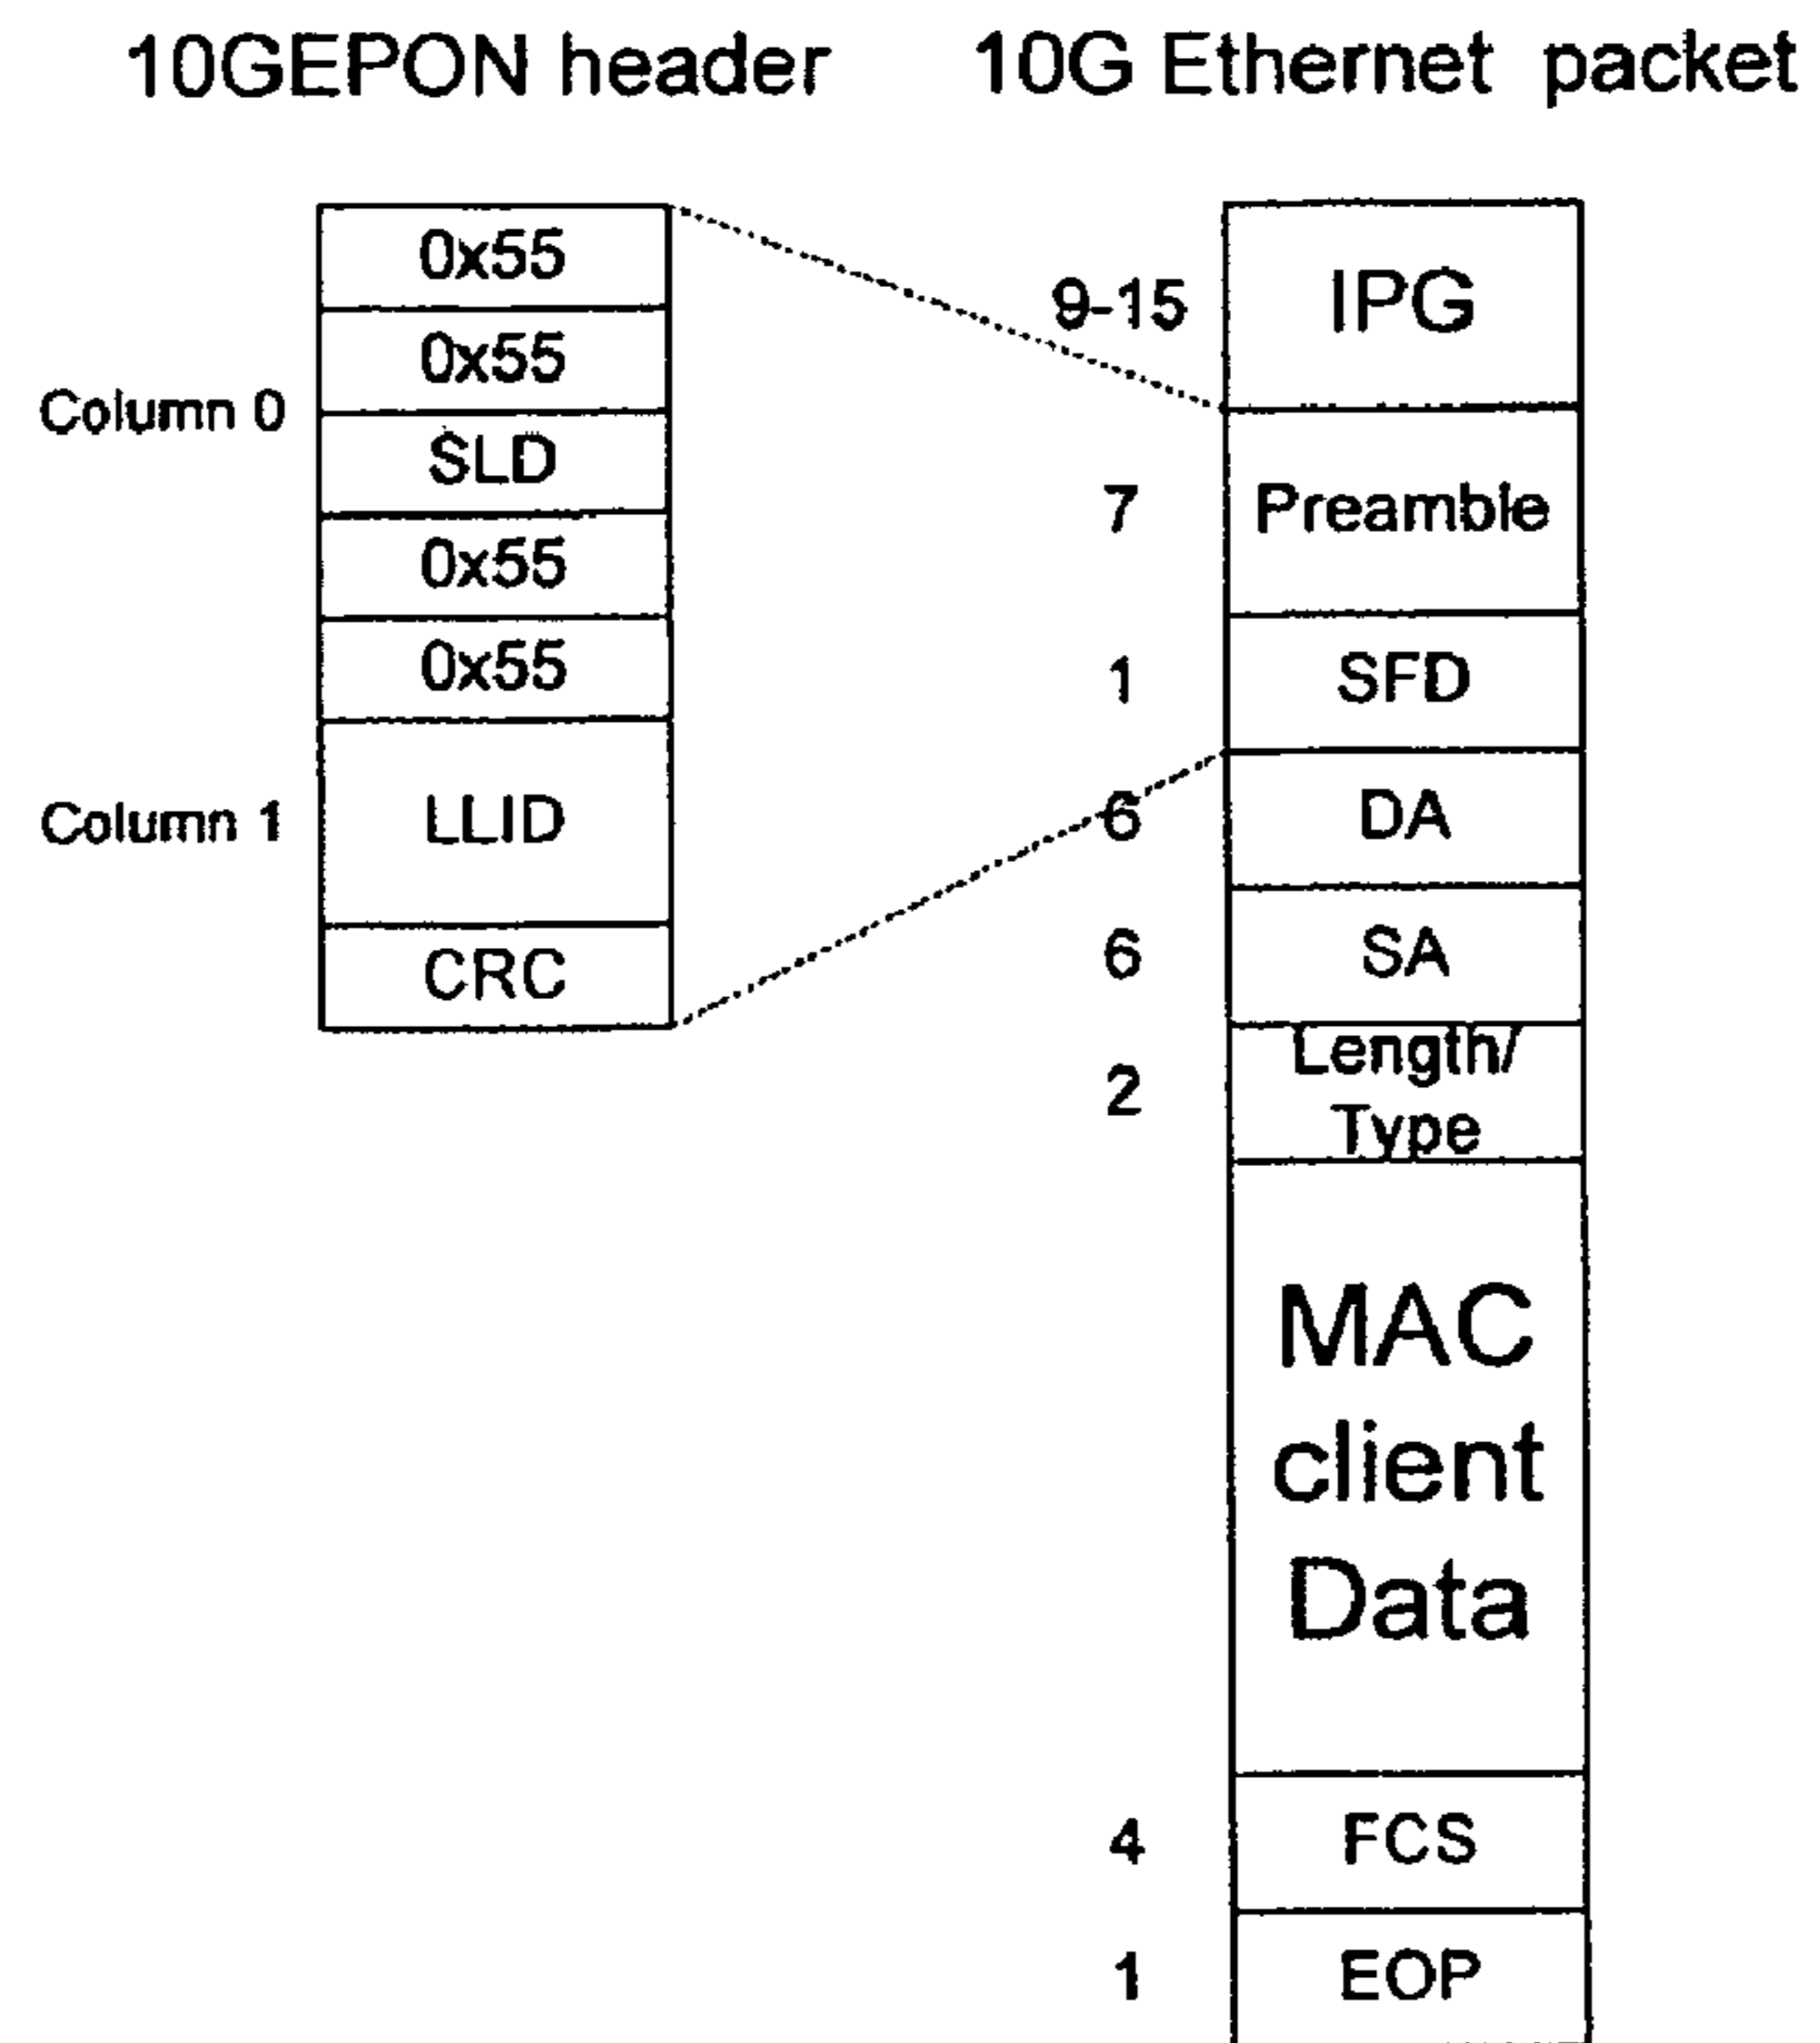 10GEPON header
10G Ethernet packet
0x55
0x55
Column 0
SLD
0x55
0x55
Column 1
LLID
CRC
9-15
IPG
7
Preamble
1
SFD
6
DA
6
SA
2
Length/
Type
MAC
client
Data
4
FCS
1
EOP